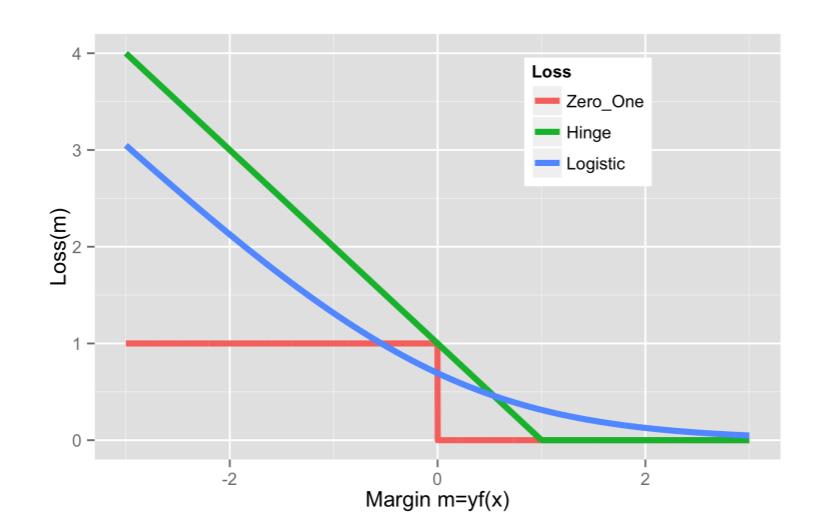 Loss
Zero_One
Hinge
Logistic
4
3
2
1
0
Loss(m)
-2 0 2
Margin m=yf(x)